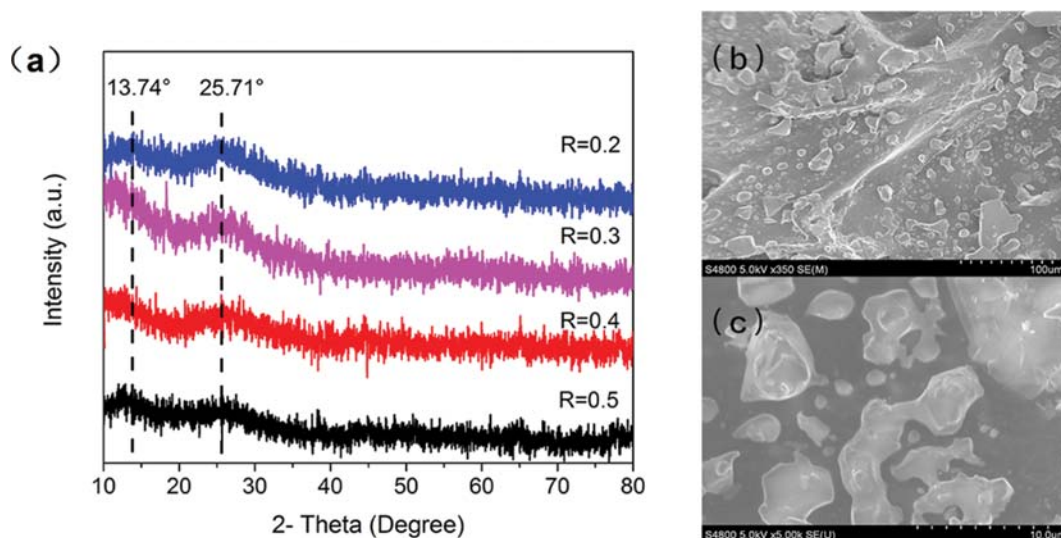 (a)
13.74° 25.71°
R=0.2
R=0.3
R=0.4
R=0.5
Intensity (a.u.)
10 20 30 40 50 60 70 80
2- Theta (Degree)
(b)
S4800 5.0kV x350 SE(M) 100um
(c)
S4800 5.0kV x5.00k SE(U) 10.0um